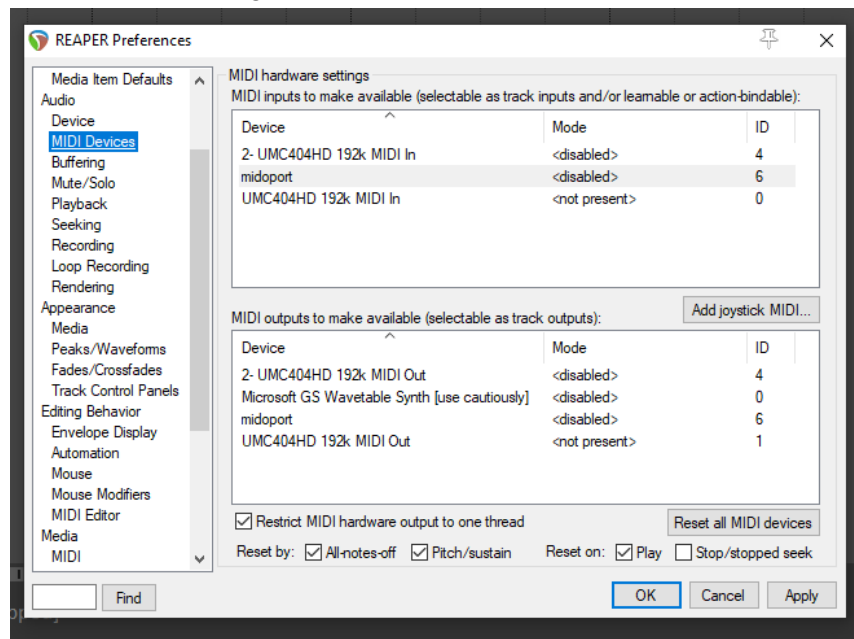 REAPER Preferences
Media Item Defaults
Audio
Device
MIDI Devices
Buffering
Mute/Solo
Playback
Seeking
Recording
Loop Recording
Rendering
Appearance
Media
Peaks/Waveforms
Fades/Crossfades
Track Control Panels
Editing Behavior
Envelope Display
Automation
Mouse
Mouse Modifiers
MIDI Editor
Media
MIDI
Find
MIDI hardware settings
MIDI inputs to make available (selectable as track inputs and/or learnable or action-bindable):
Device Mode ID
2- UMC404HD 192k MIDI In <disabled> 4
midoport <disabled> 6
UMC404HD 192k MIDI In <not present> 0
Add joystick MIDI...
MIDI outputs to make available (selectable as track outputs):
Device Mode ID
2- UMC404HD 192k MIDI Out <disabled> 4
Microsoft GS Wavetable Synth [use cautiously] <disabled> 0
midoport <disabled> 6
UMC404HD 192k MIDI Out <not present> 1
Restrict MIDI hardware output to one thread Reset all MIDI devices
Reset by: All-notes-off Pitch/sustain Reset on: Play Stop/stopped seek
OK Cancel Apply